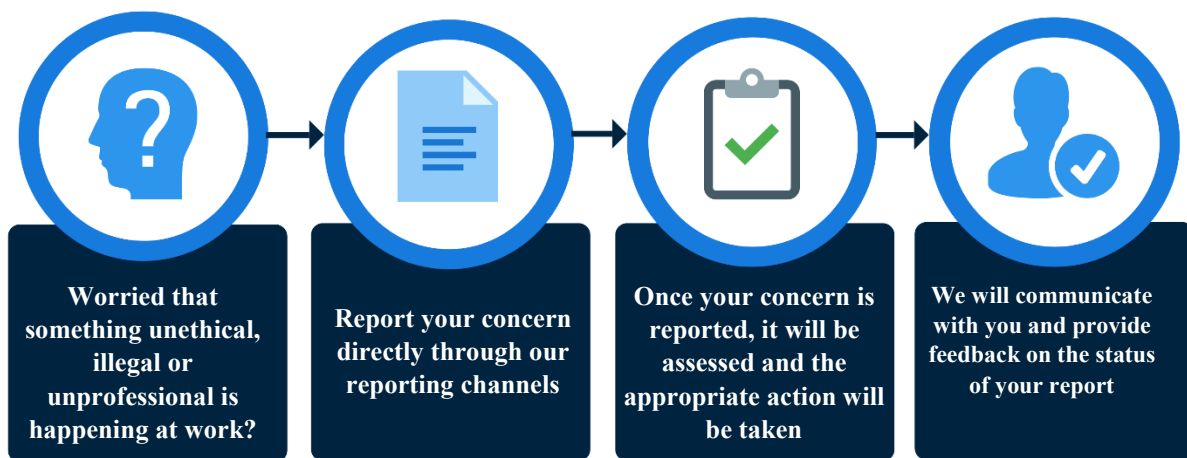 Worried that
something unethical,
illegal or
unprofessional is
happening at work?
Report your concern
directly through our
reporting channels
Once your concern is
reported, it will be
assessed and the
appropriate action will
be taken
We will communicate
with you and provide
feedback on the status
of your report